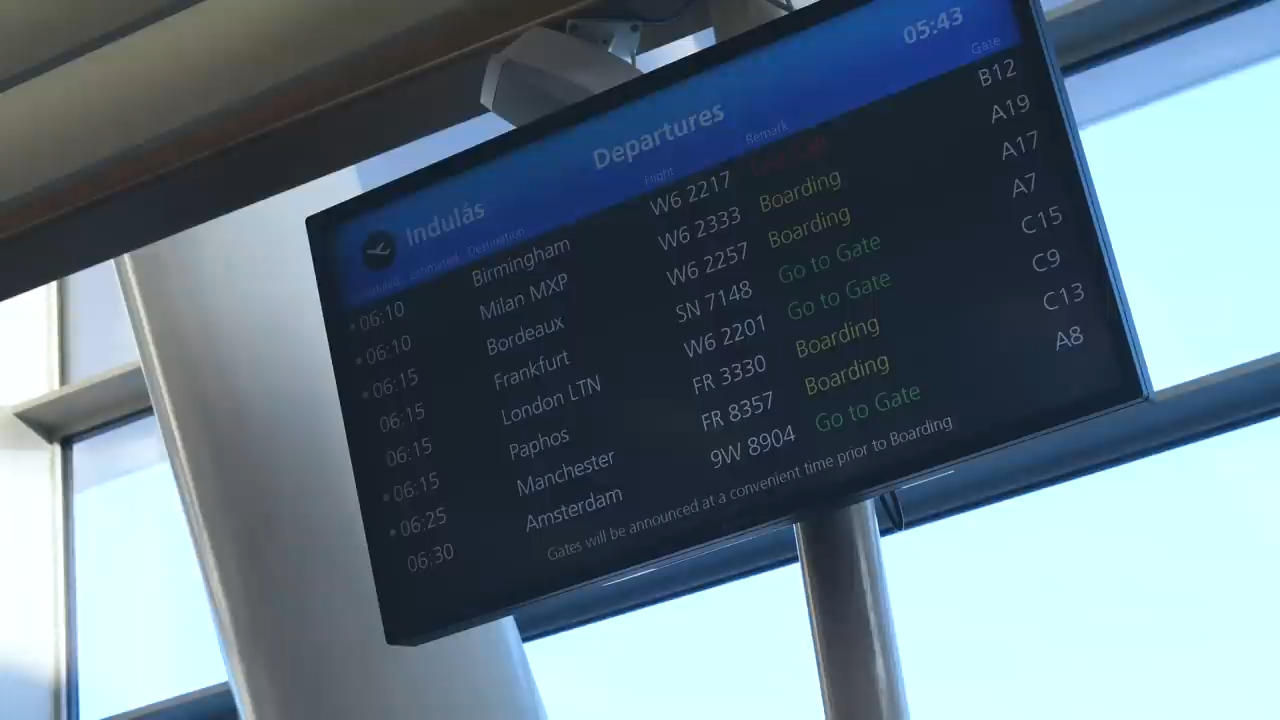 Indulás Departures 05:43
Estimated Destination Flight Remark Gate
06:10 Birmingham W6 2217 B12
06:10 Milan MXP W6 2333 Boarding A19
06:15 Bordeaux W6 2257 Boarding A17
06:15 Frankfurt SN 7148 Go to Gate A7
06:15 London LTN W6 2201 Go to Gate C15
06:15 Paphos FR 3330 Boarding C9
06:25 Manchester FR 8357 Boarding C13
06:30 Amsterdam 9W 8904 Go to Gate A8
Gates will be announced at a convenient time prior to Boarding